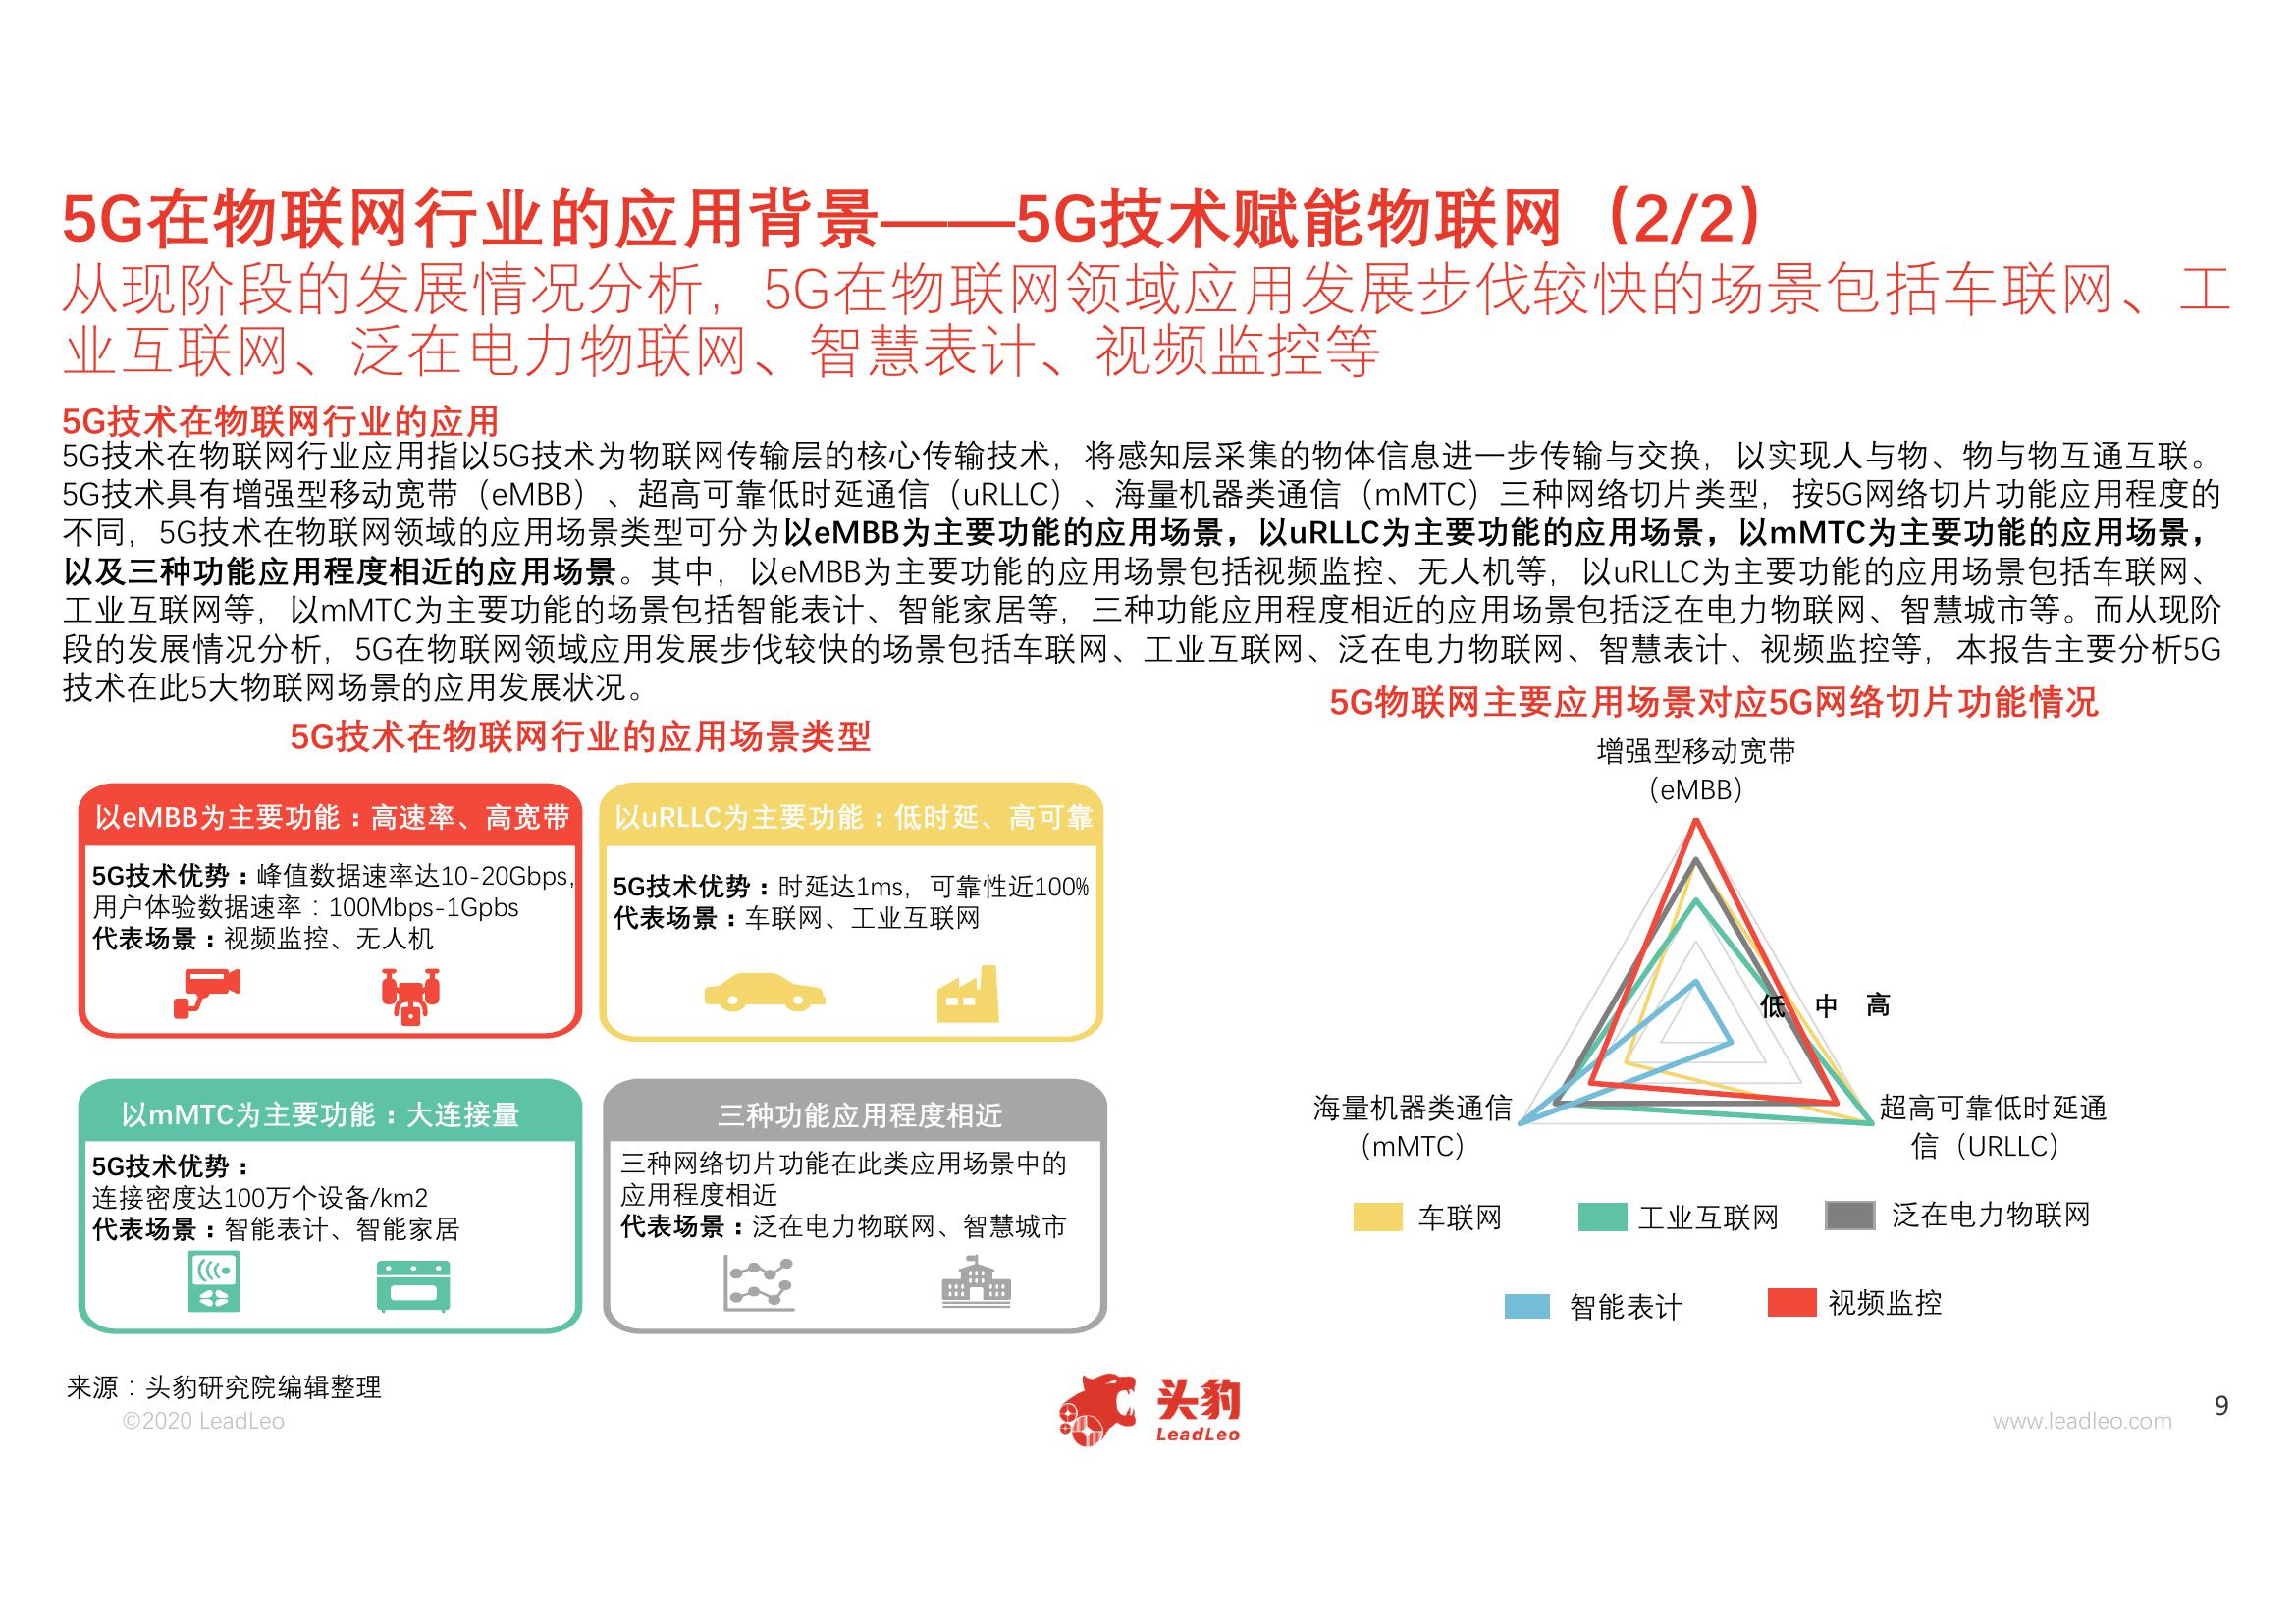 5G在物联网行业的应用背景——5G技术赋能物联网（2/2）
从现阶段的发展情况分析，5G在物联网领域应用发展步伐较快的场景包括车联网、工
业互联网、泛在电力物联网、智慧表计、视频监控等
5G技术在物联网行业的应用
5G技术在物联网行业应用指以5G技术为物联网传输层的核心传输技术，将感知层采集的物体信息进一步传输与交换，以实现人与物、物与物互通互联。
5G技术具有增强型移动宽带（eMBB）、超高可靠低时延通信（uRLLC）、海量机器类通信（mMTC）三种网络切片类型，按5G网络切片功能应用程度的
不同，5G技术在物联网领域的应用场景类型可分为以eMBB为主要功能的应用场景，以uRLLC为主要功能的应用场景，以mMTC为主要功能的应用场景，
以及三种功能应用程度相近的应用场景。其中，以eMBB为主要功能的应用场景包括视频监控、无人机等，以uRLLC为主要功能的应用场景包括车联网、
工业互联网等，以mMTC为主要功能的场景包括智能表计、智能家居等，三种功能应用程度相近的应用场景包括泛在电力物联网、智慧城市等。而从现阶
段的发展情况分析，5G在物联网领域应用发展步伐较快的场景包括车联网、工业互联网、泛在电力物联网、智慧表计、视频监控等，本报告主要分析5G
技术在此5大物联网场景的应用发展状况。
5G技术在物联网行业的应用场景类型
以eMBB为主要功能：高速率、高宽带
5G技术优势：峰值数据速率达10-20Gbps,
用户体验数据速率：100Mbps-1Gpbs
代表场景：视频监控、无人机
以uRLLC为主要功能：低时延、高可靠
5G技术优势：时延达1ms，可靠性近100%
代表场景：车联网、工业互联网
以mMTC为主要功能：大连接量
5G技术优势：
连接密度达100万个设备/km2
代表场景：智能表计、智能家居
三种功能应用程度相近
三种网络切片功能在此类应用场景中的
应用程度相近
代表场景：泛在电力物联网、智慧城市
5G物联网主要应用场景对应5G网络切片功能情况
增强型移动宽带
（eMBB）
低 中 高
海量机器类通信
（mMTC）
超高可靠低时延通
信（URLLC）
车联网 工业互联网 泛在电力物联网
智能表计 视频监控
来源：头豹研究院编辑整理
©2020 LeadLeo
头豹
LeadLeo
www.leadleo.com
9